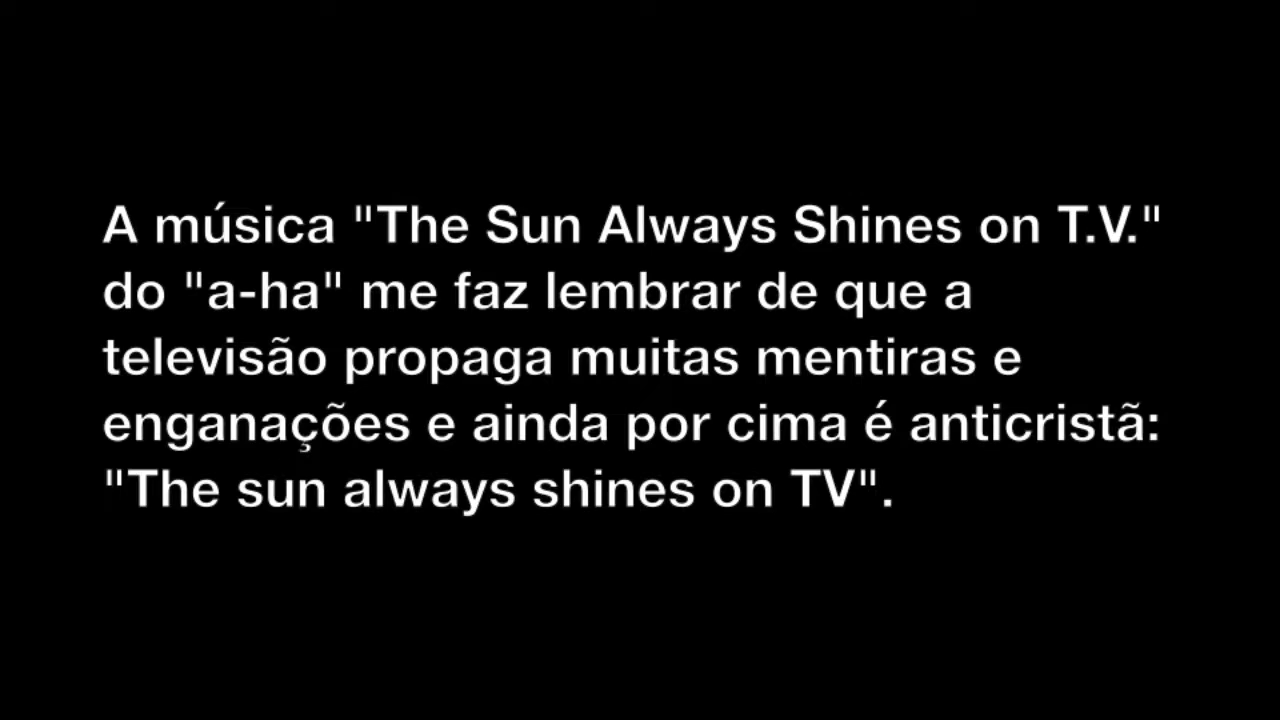 A música "The Sun Always Shines on T.V."
do "a-ha" me faz lembrar de que a
televisão propaga muitas mentiras e
enganações e ainda por cima é anticristã:
"The sun always shines on TV".